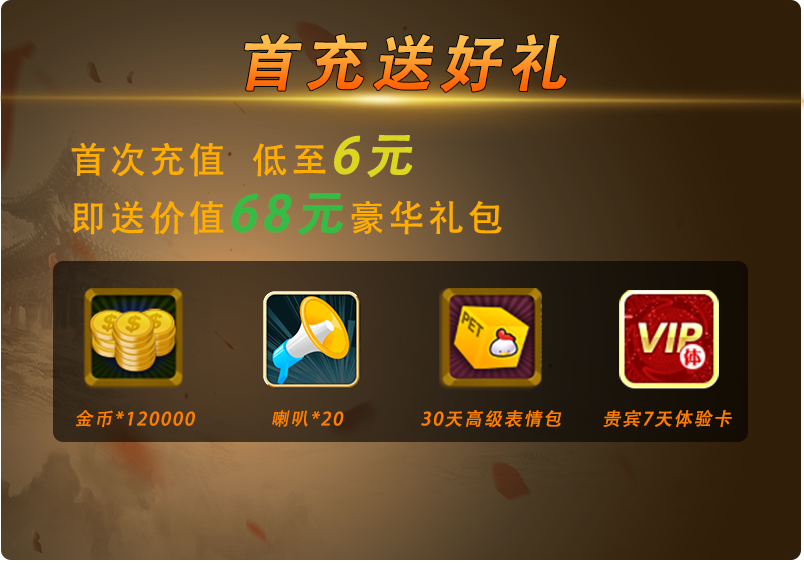 首充送好礼
首次充值 低至6元
即送价值68元豪华礼包
PET
VIP
体
金币*120000
喇叭*20
30天高级表情包
贵宾7天体验卡